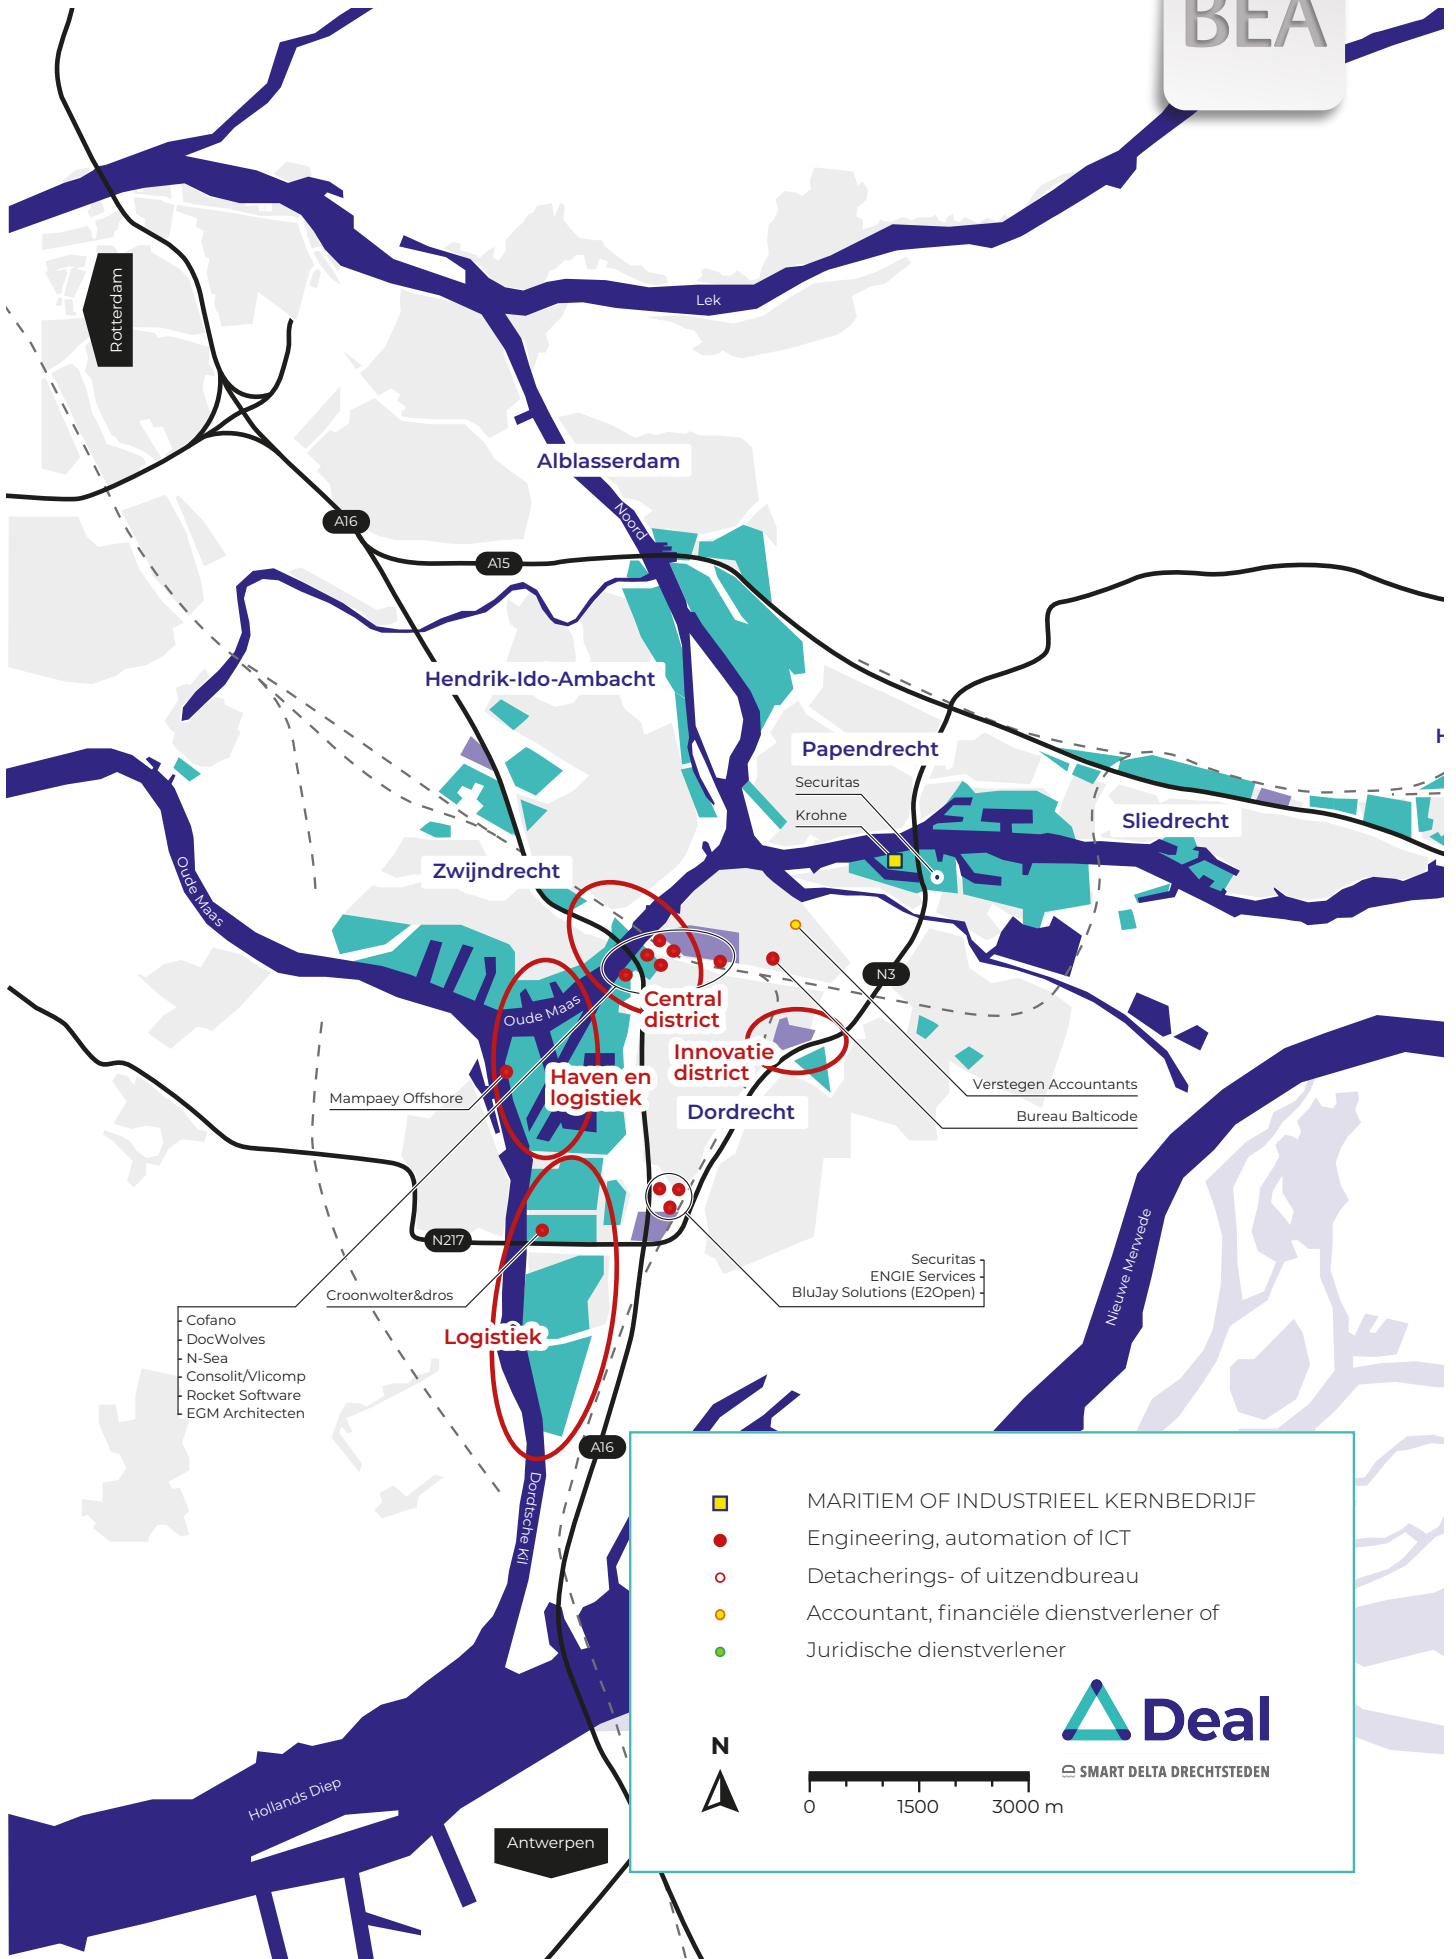 BEA
Rotterdam
Lek
Alblasserdam
Noord
A16
A15
Hendrik-Ido-Ambacht
Papendrecht
Securitas
Krohne
Sliedrecht
Zwijndrecht
Oude Maas
N3
Central
district
Oude Maas
Innovatie
district
Haven en
logistiek
Mampaey Offshore
Dordrecht
Verstegen Accountants
Bureau Balticode
N217
Nieuwe Merwede
Securitas
ENGIE Services
BluJay Solutions (E2Open)
Croonwolter&dros
Logistiek
Cofano
DocWolves
N-Sea
Consolit/Vlicomp
Rocket Software
EGM Architecten
A16
Dordtsche Kil
MARITIEM OF INDUSTRIEEL KERNBEDRIJF
Engineering, automation of ICT
Detacherings- of uitzendbureau
Accountant, financiële dienstverlener of
Juridische dienstverlener
Deal
SMART DELTA DRECHTSTEDEN
N
0 1500 3000 m
Hollands Diep
Antwerpen